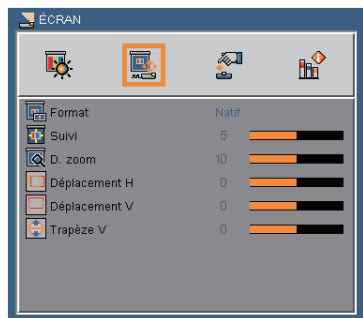 ÉCRAN
Format Natif
Suivi 5
D. zoom 10
Déplacement H 0
Déplacement V 0
Trapèze V 0